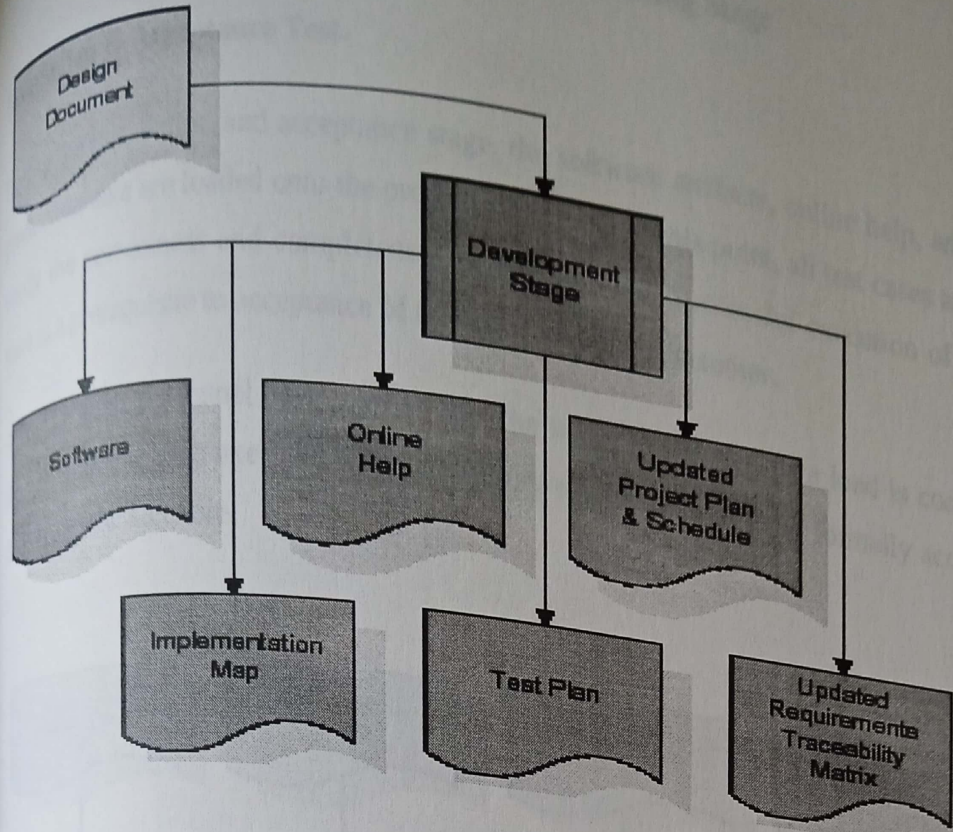 Design
Document
Development
Stage
Software
Online
Help
Updated
Project Plan
& Schedule
Implementation
Map
Test Plan
Updated
Requirements
Traceability
Matrix